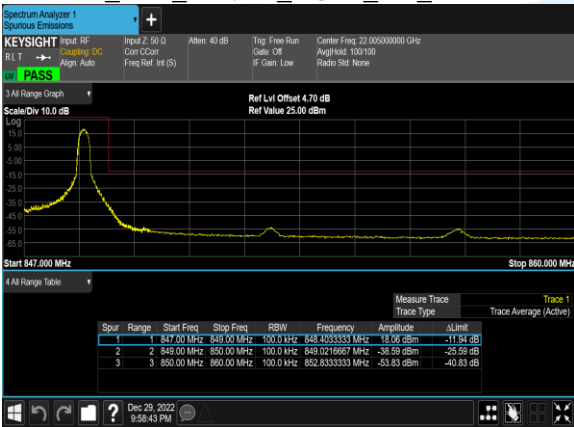 Spectrum Analyzer 1
Spurious Emissions
+
KEYSIGHT Input: RF Input Z: 50 Ω Atten: 40 dB Trig: Free Run Center Freq: 22.005000000 GHz
RLT Coupling: DC Corr CCorr Gate: Off Avg|Hold: 100/100
Align: Auto Freq Ref: Int (S) IF Gain: Low Radio Std: None
PASS
3 All Range Graph
Ref Lvl Offset 4.70 dB
Scale/Div 10.0 dB Ref Value 25.00 dBm
Log
15.0
5.00
-5.00
-15.0
-25.0
-35.0
-45.0
-55.0
-65.0
Start 847.000 MHz Stop 860.000 MHz
4 All Range Table
Measure Trace Trace 1
Trace Type Trace Average (Active)
Spur Range Start Freq Stop Freq RBW Frequency Amplitude ΔLimit
1 1 847.00 MHz 849.00 MHz 100.0 kHz 848.4033333 MHz 18.06 dBm -11.94 dB
2 2 849.00 MHz 850.00 MHz 100.0 kHz 849.0216667 MHz -38.59 dBm -25.59 dB
3 3 850.00 MHz 860.00 MHz 100.0 kHz 852.8333333 MHz -53.83 dBm -40.83 dB
?
Dec 29, 2022
9:58:43 PM